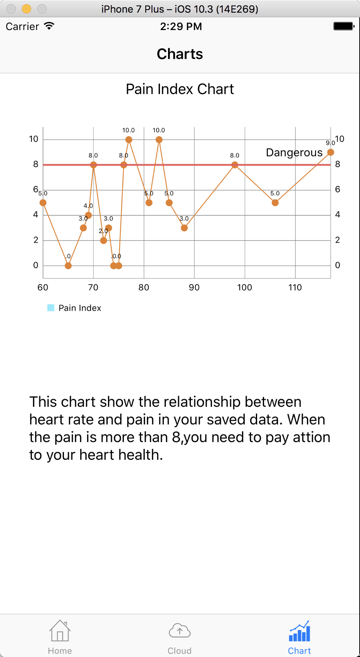 iPhone 7 Plus – iOS 10.3 (14E269)
Carrier 2:29 PM
Charts
Pain Index Chart
10.0 10.0
10 10
9.0
Dangerous
8 8.0 8.0 8.0 8
6 6
5.0 5.0 5.0 5.0
4.0
4 4
3.0 3.0 3.0
2 2.0 2
.0 .0.0
0 0
60 70 80 90 100 110
Pain Index
This chart show the relationship between
heart rate and pain in your saved data. When
the pain is more than 8,you need to pay attion
to your heart health.
Home Cloud Chart